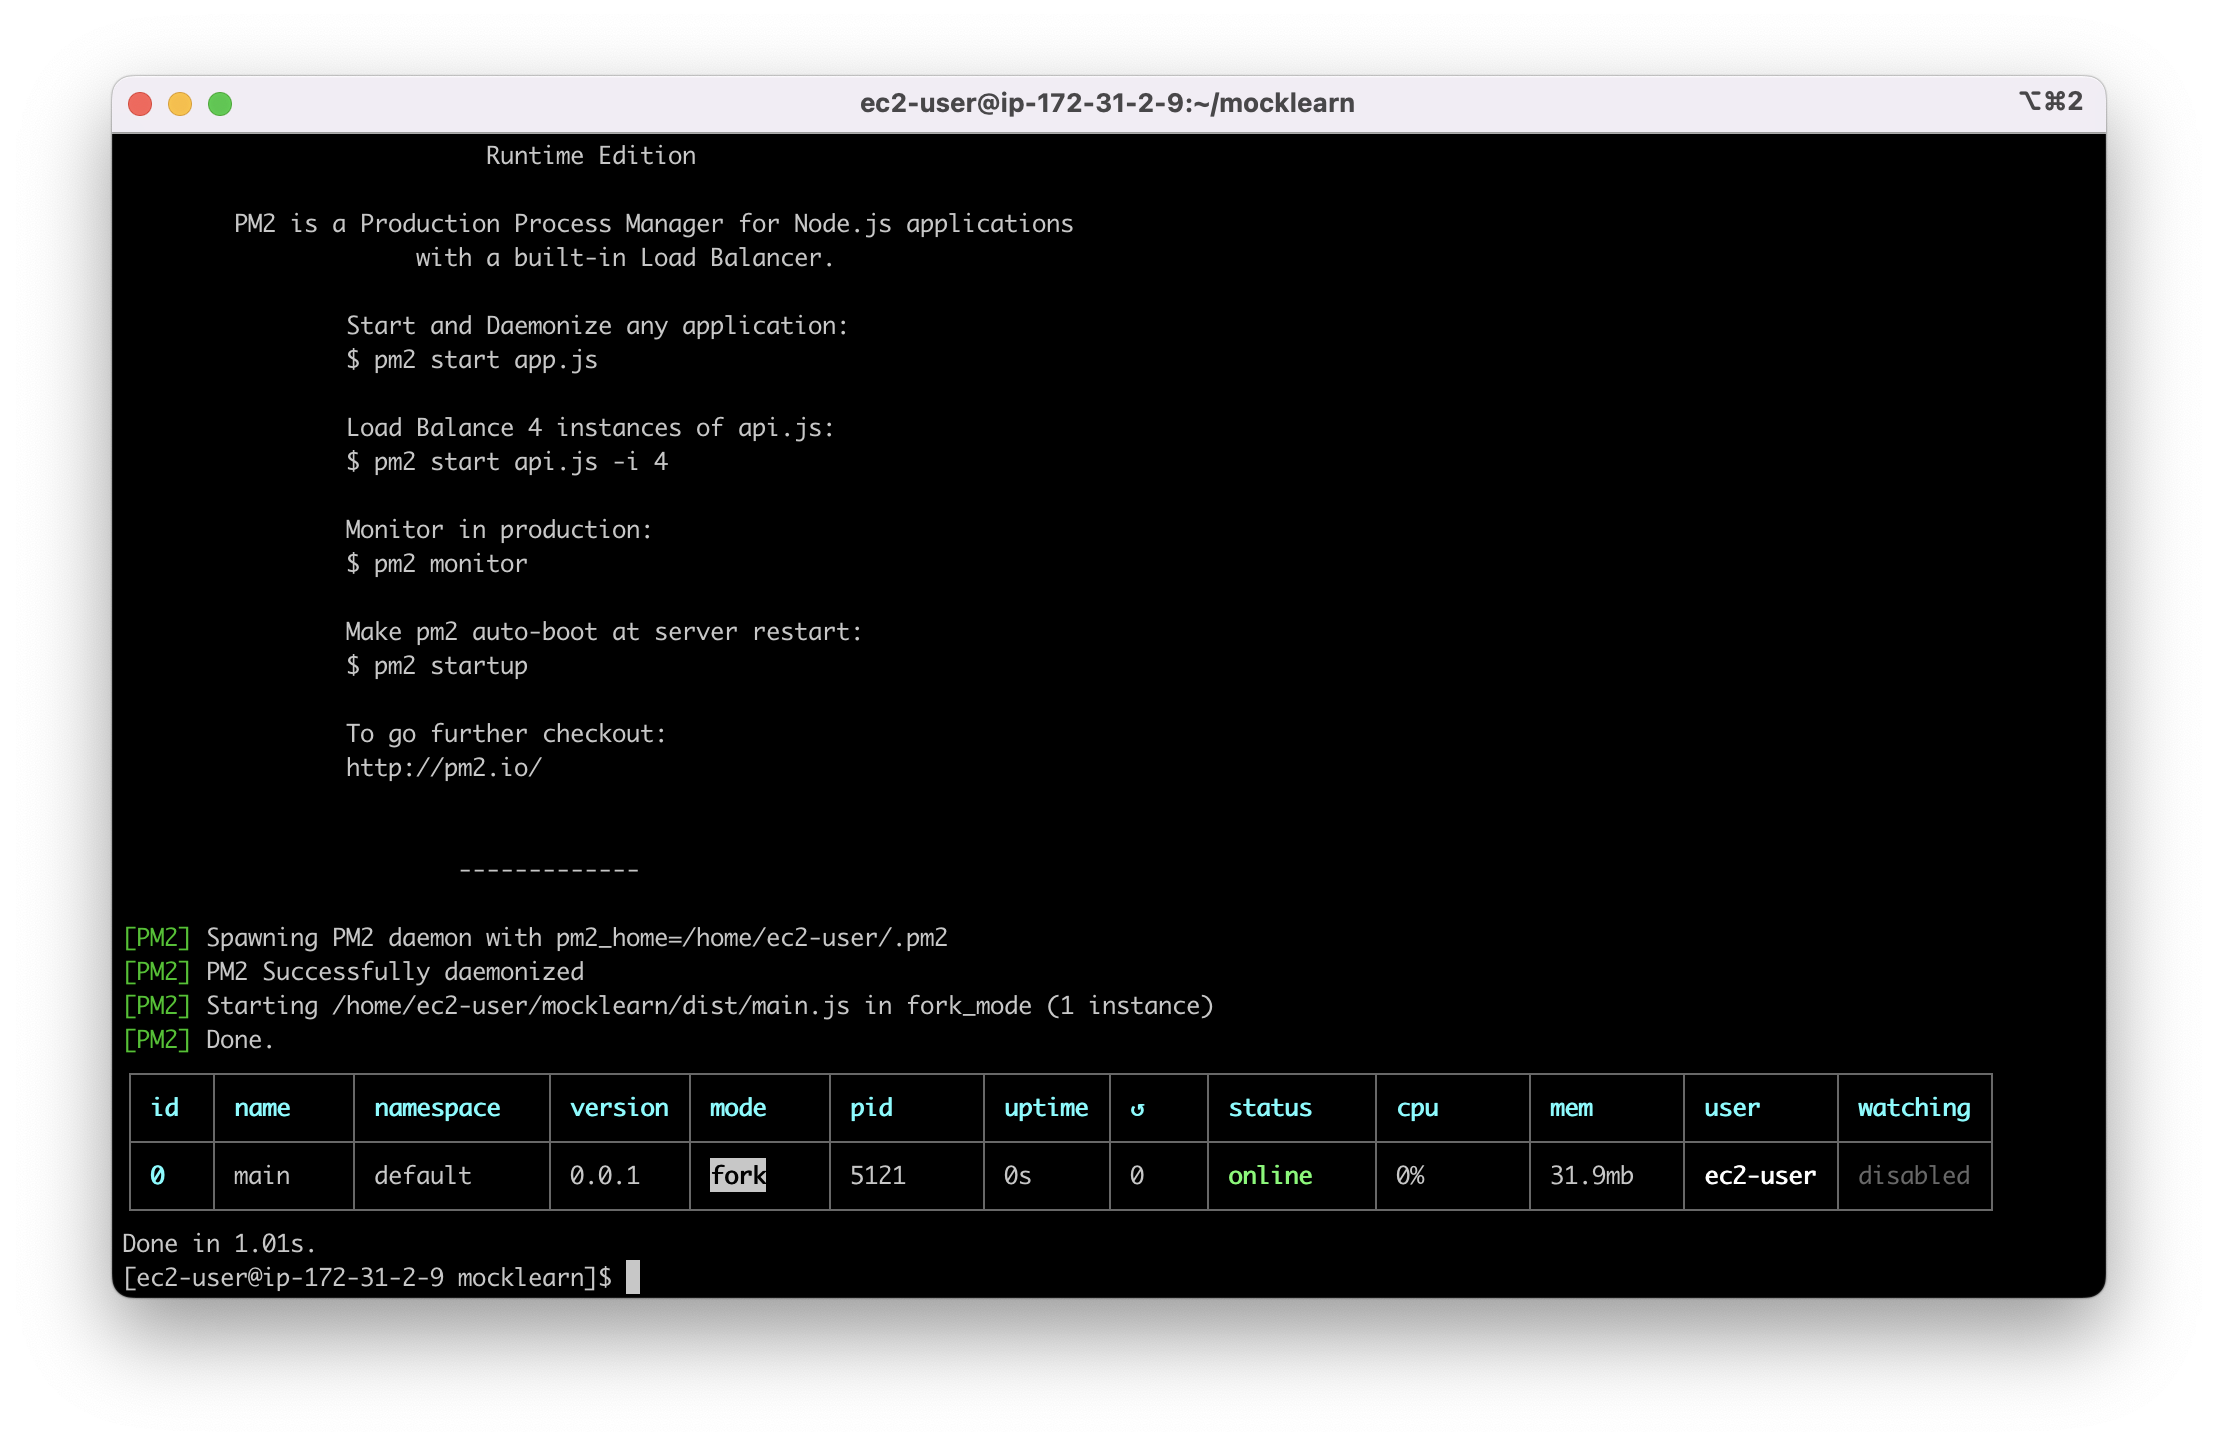 ec2-user@ip-172-31-2-9:~/mocklearn ⌥⌘2
Runtime Edition
PM2 is a Production Process Manager for Node.js applications
with a built-in Load Balancer.
Start and Daemonize any application:
$ pm2 start app.js
Load Balance 4 instances of api.js:
$ pm2 start api.js -i 4
Monitor in production:
$ pm2 monitor
Make pm2 auto-boot at server restart:
$ pm2 startup
To go further checkout:
http://pm2.io/
-------------
[PM2] Spawning PM2 daemon with pm2_home=/home/ec2-user/.pm2
[PM2] PM2 Successfully daemonized
[PM2] Starting /home/ec2-user/mocklearn/dist/main.js in fork_mode (1 instance)
[PM2] Done.
id name namespace version mode pid uptime ↺ status cpu mem user watching
0 main default 0.0.1 fork 5121 0s 0 online 0% 31.9mb ec2-user disabled
Done in 1.01s.
[ec2-user@ip-172-31-2-9 mocklearn]$